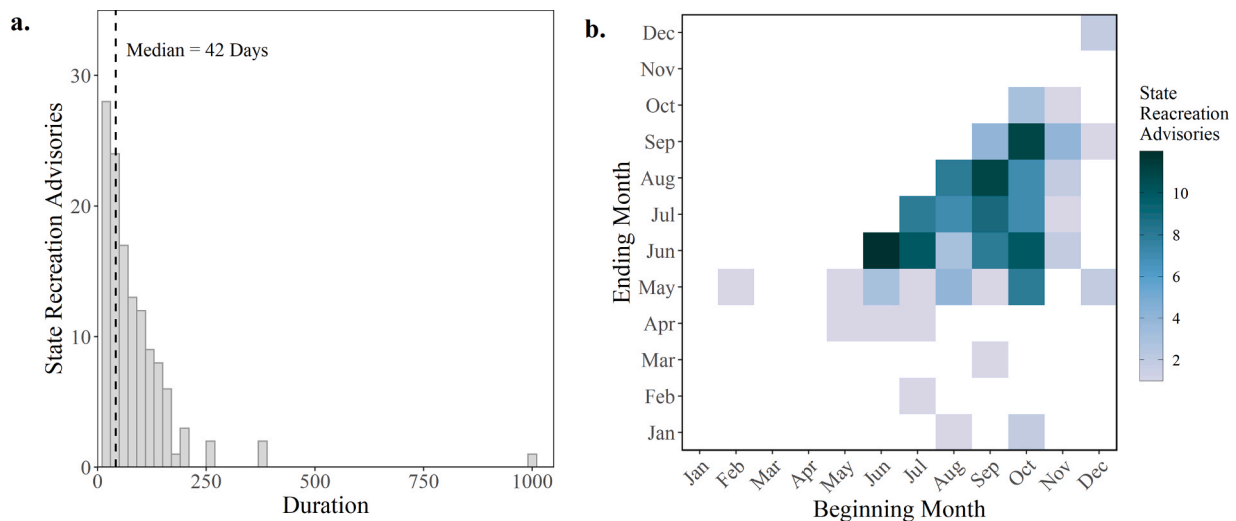 a.
Median = 42 Days
State Recreation Advisories
30
20
10
0
0 250 500 750 1000
Duration
b.
Ending Month
Dec
Nov
Oct
Sep
Aug
Jul
Jun
May
Apr
Mar
Feb
Jan
Jan Feb Mar Apr May Jun Jul Aug Sep Oct Nov Dec
Beginning Month
State
Reacreation
Advisories
10
8
6
4
2